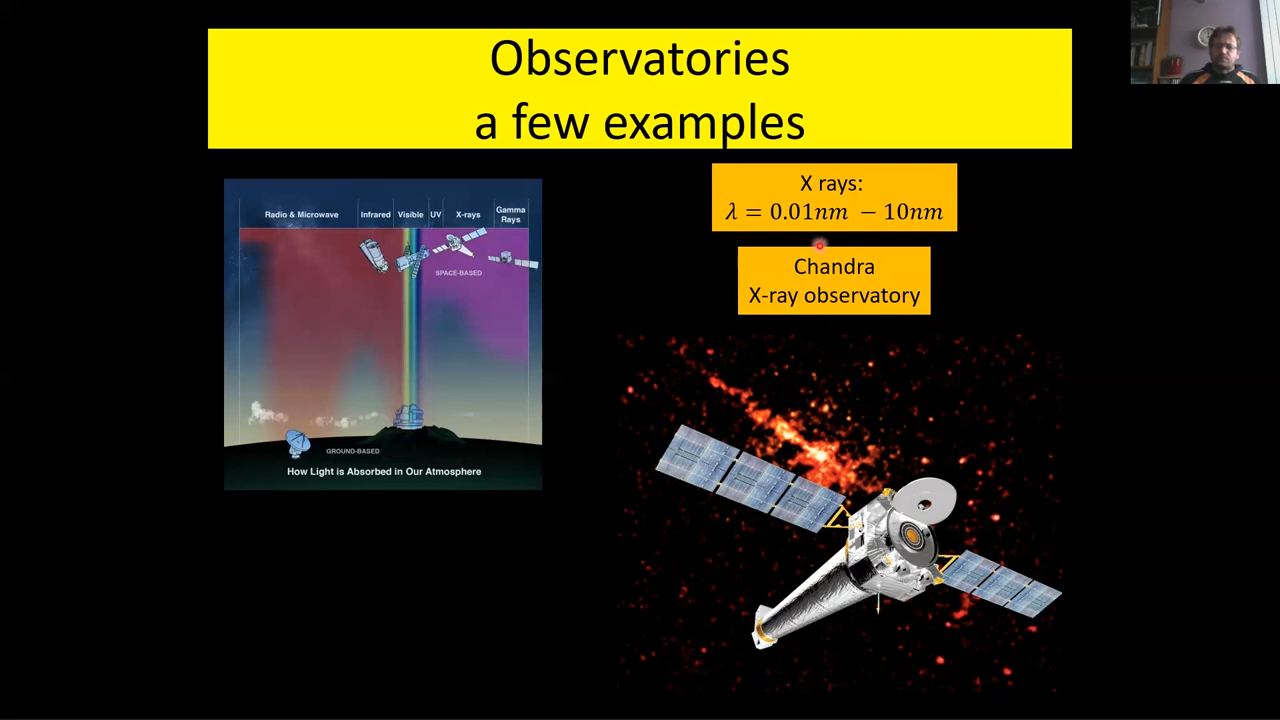 Observatories
a few examples
Radio & Microwave
Infrared
Visible
UV
X-rays
Gamma
Rays
SPACE-BASED
GROUND-BASED
How Light is Absorbed in Our Atmosphere
X rays:
λ = 0.01nm − 10nm
Chandra
X-ray observatory